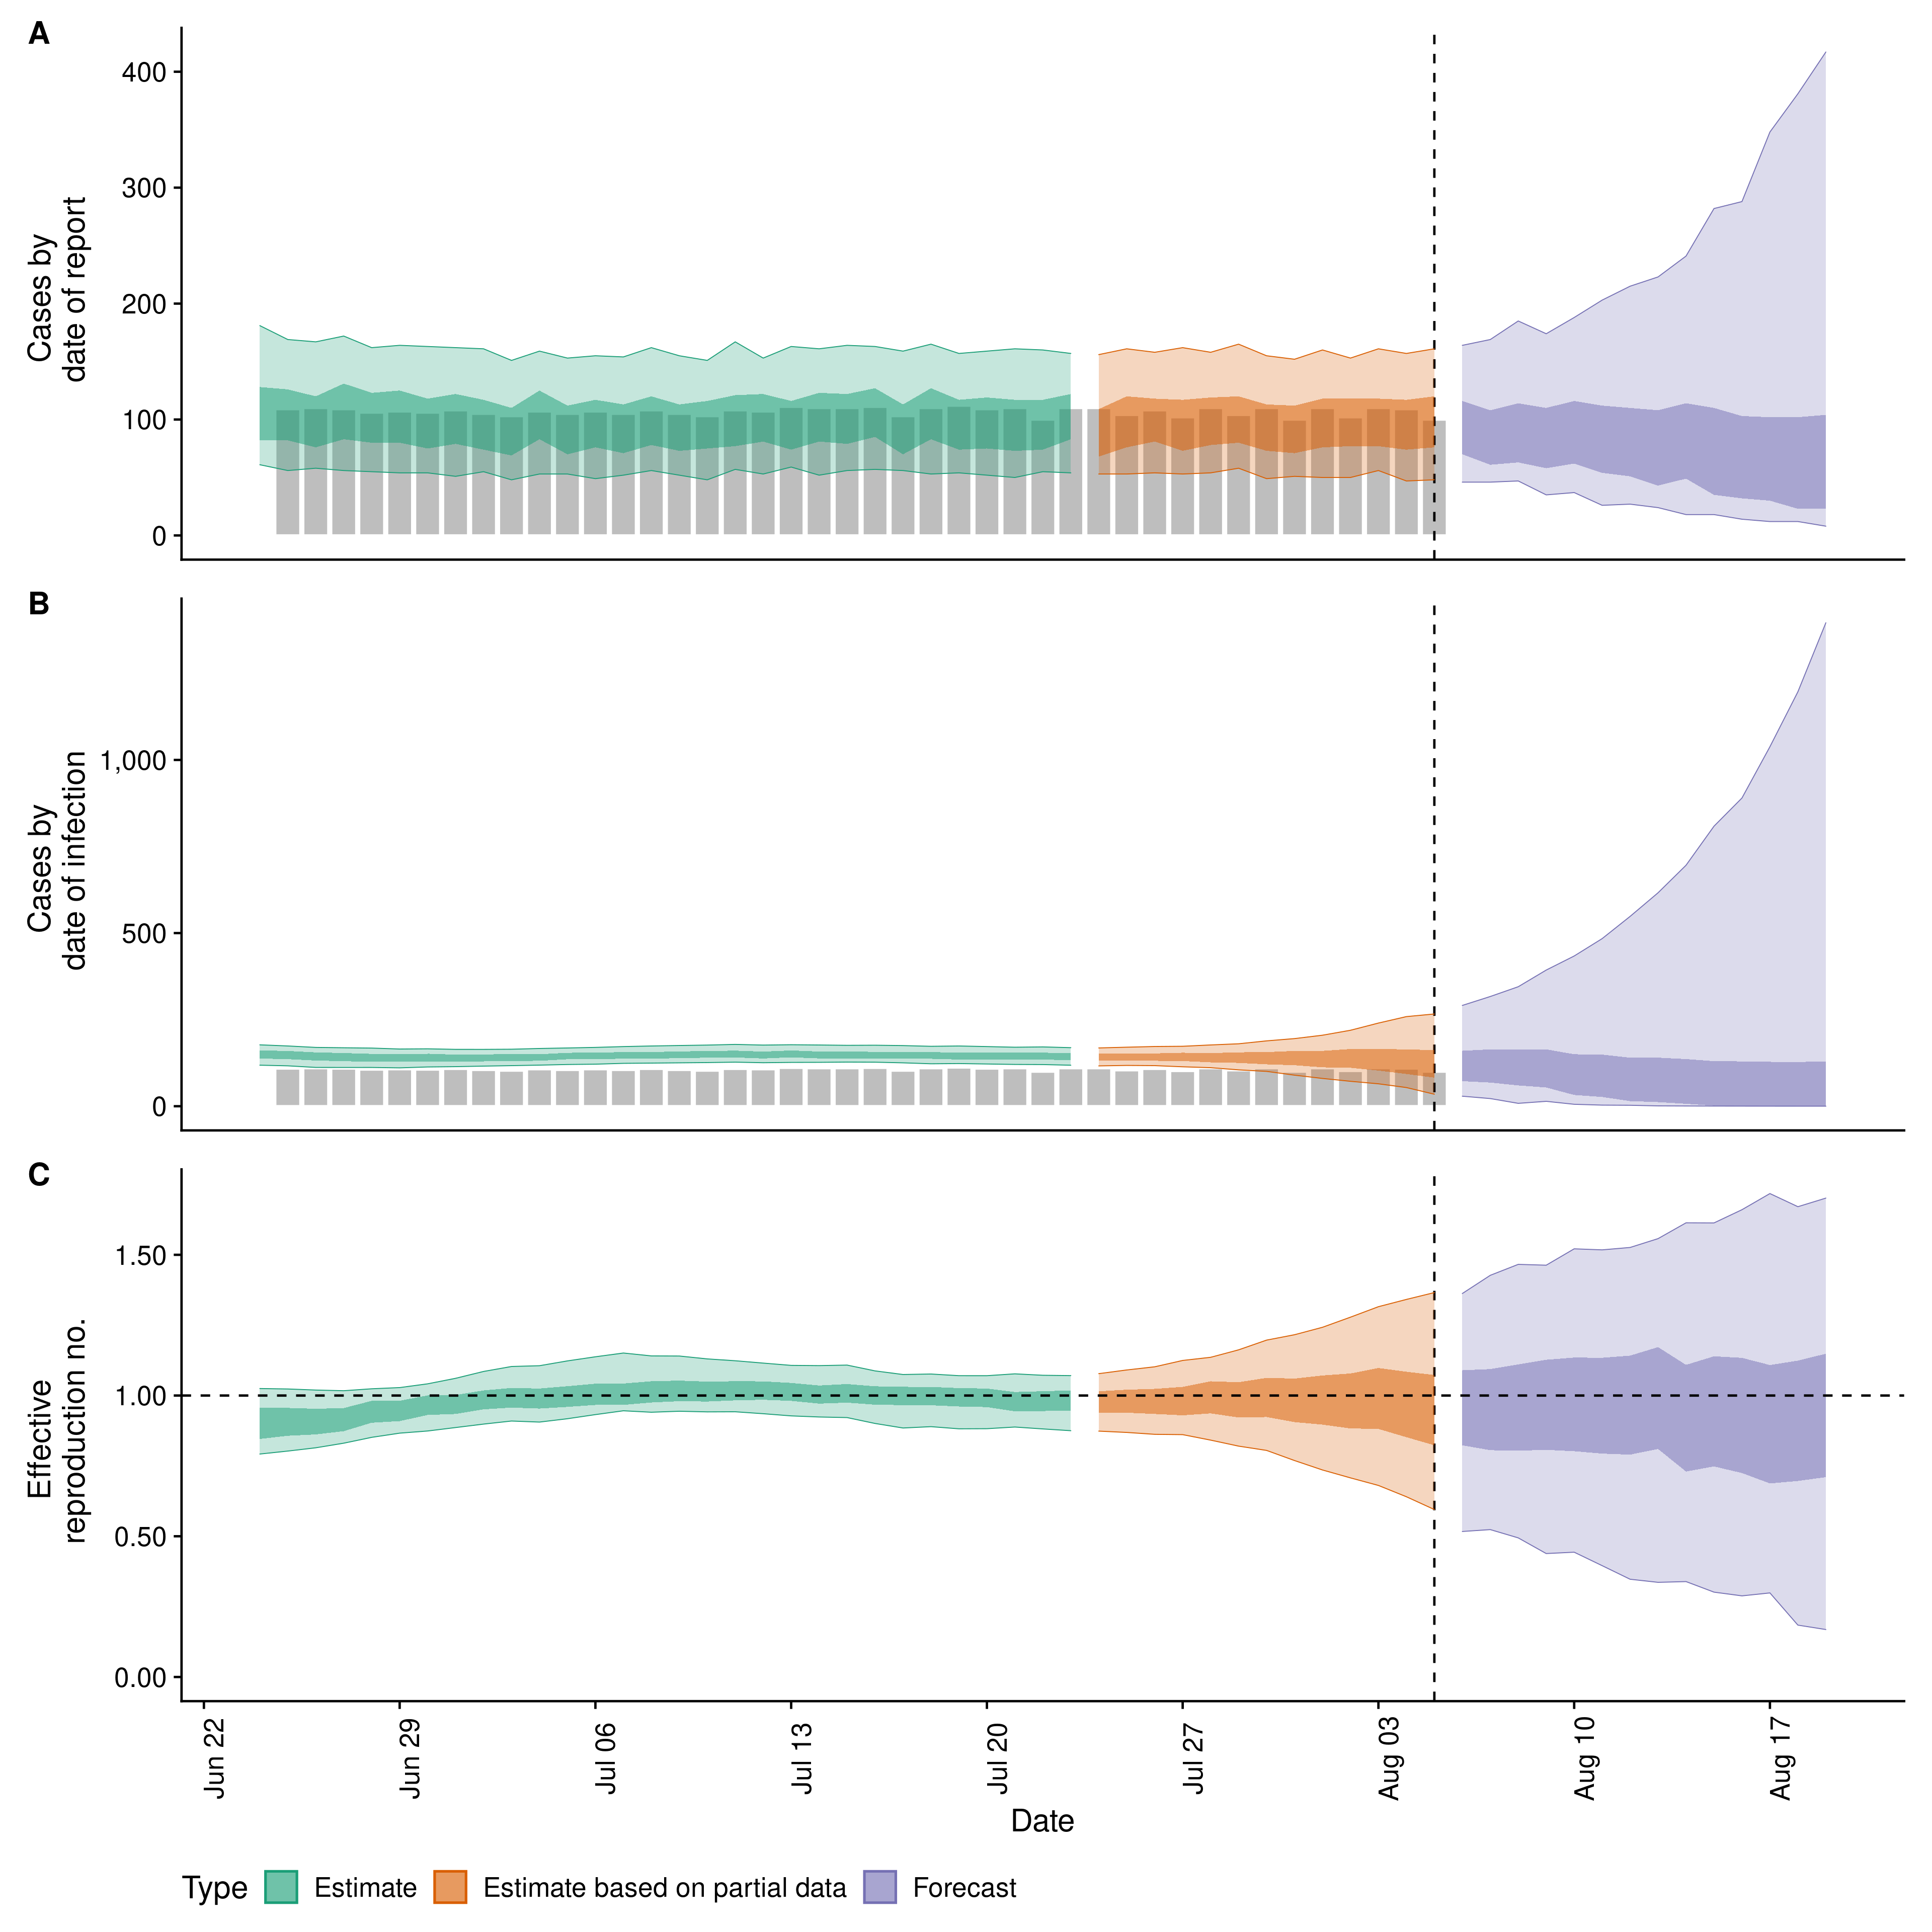 A
Cases by
date of report
400
300
200
100
0
B
Cases by
date of infection
1,000
500
0
C
Effective
reproduction no.
1.50
1.00
0.50
0.00
Jun 22
Jun 29
Jul 06
Jul 13
Jul 20
Jul 27
Aug 03
Aug 10
Aug 17
Date
Type Estimate Estimate based on partial data Forecast